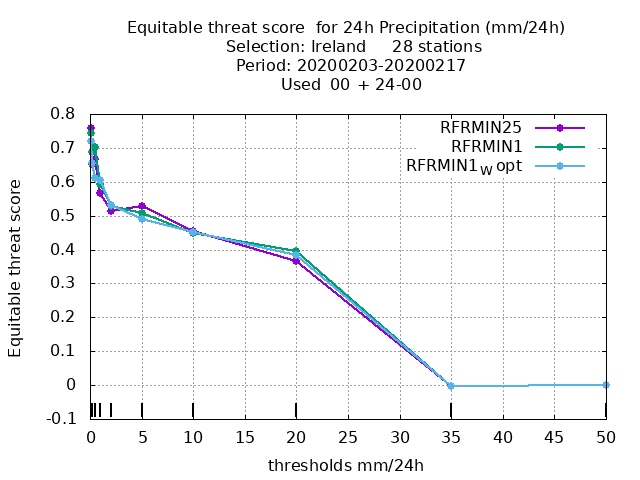 Equitable threat score  for 24h Precipitation (mm/24h)
Selection: Ireland     28 stations
Period: 20200203-20200217
Used  00 + 24-00
RFRMIN25
RFRMIN1
RFRMIN1_W opt
Equitable threat score
0.8
0.7
0.6
0.5
0.4
0.3
0.2
0.1
0
-0.1
0 5 10 15 20 25 30 35 40 45 50
thresholds mm/24h